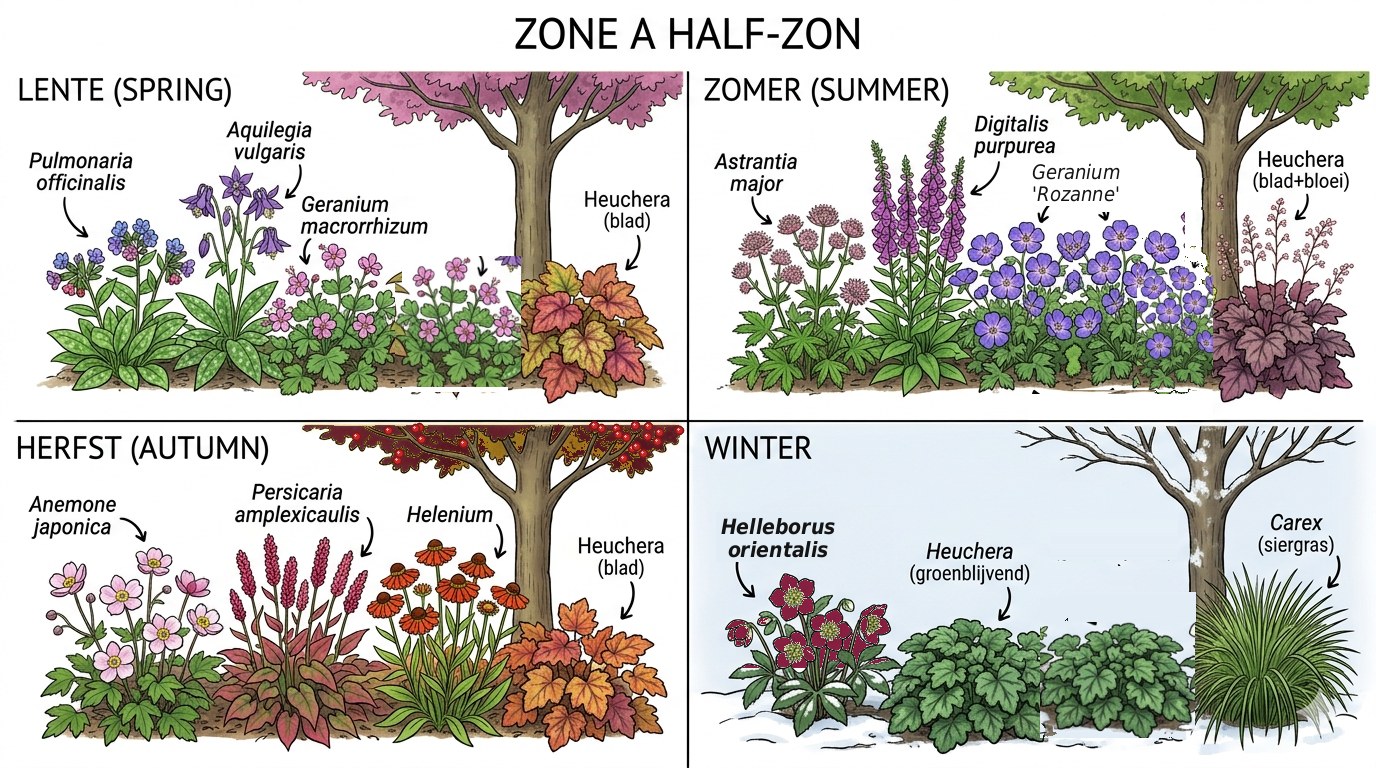 ZONE A HALF-ZON
LENTE (SPRING)
Pulmonaria
officinalis
Aquilegia
vulgaris
Geranium
macrorrhizum
Heuchera
(blad)
ZOMER (SUMMER)
Astrantia
major
Digitalis
purpurea
Geranium
'Rozanne'
Heuchera
(blad+bloei)
HERFST (AUTUMN)
Anemone
japonica
Persicaria
amplexicaulis
Helenium
Heuchera
(blad)
WINTER
Helleborus
orientalis
Heuchera
(groenblijvend)
Carex
(siergras)